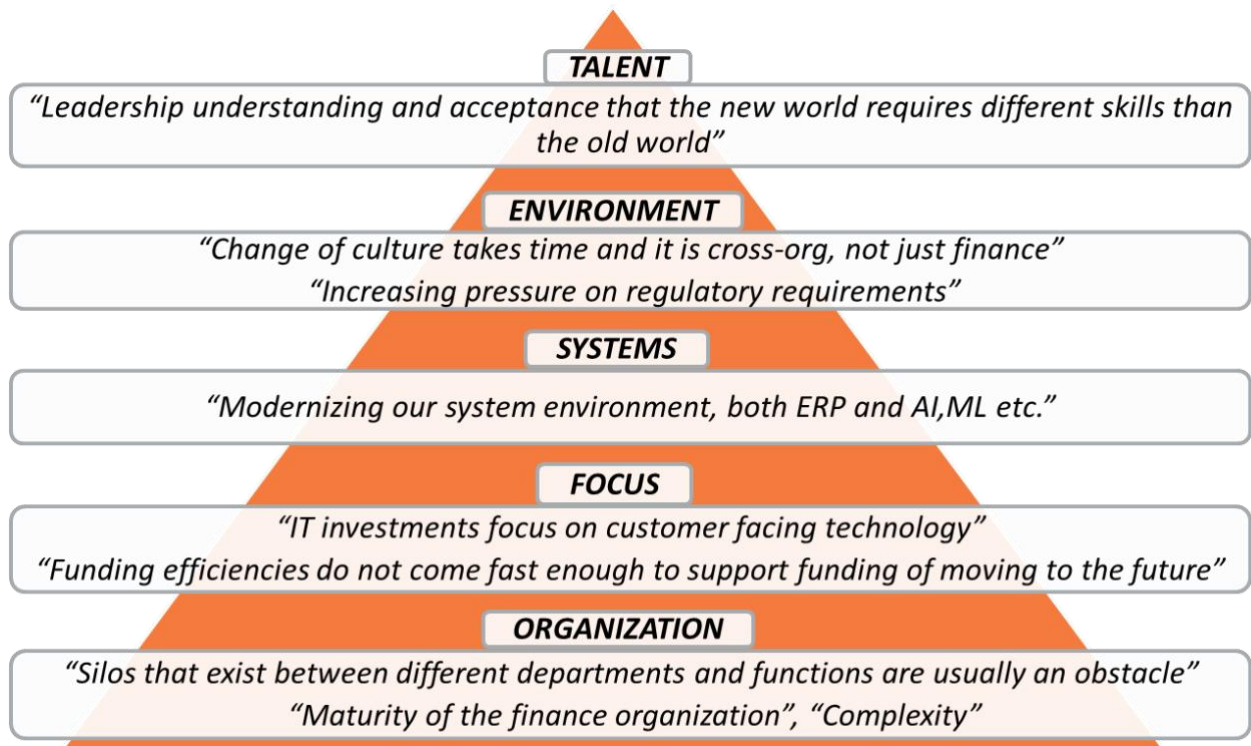 TALENT
“Leadership understanding and acceptance that the new world requires different skills than
the old world”
ENVIRONMENT
“Change of culture takes time and it is cross-org, not just finance”
“Increasing pressure on regulatory requirements”
SYSTEMS
“Modernizing our system environment, both ERP and AI,ML etc.”
FOCUS
“IT investments focus on customer facing technology”
“Funding efficiencies do not come fast enough to support funding of moving to the future”
ORGANIZATION
“Silos that exist between different departments and functions are usually an obstacle”
“Maturity of the finance organization”, “Complexity”